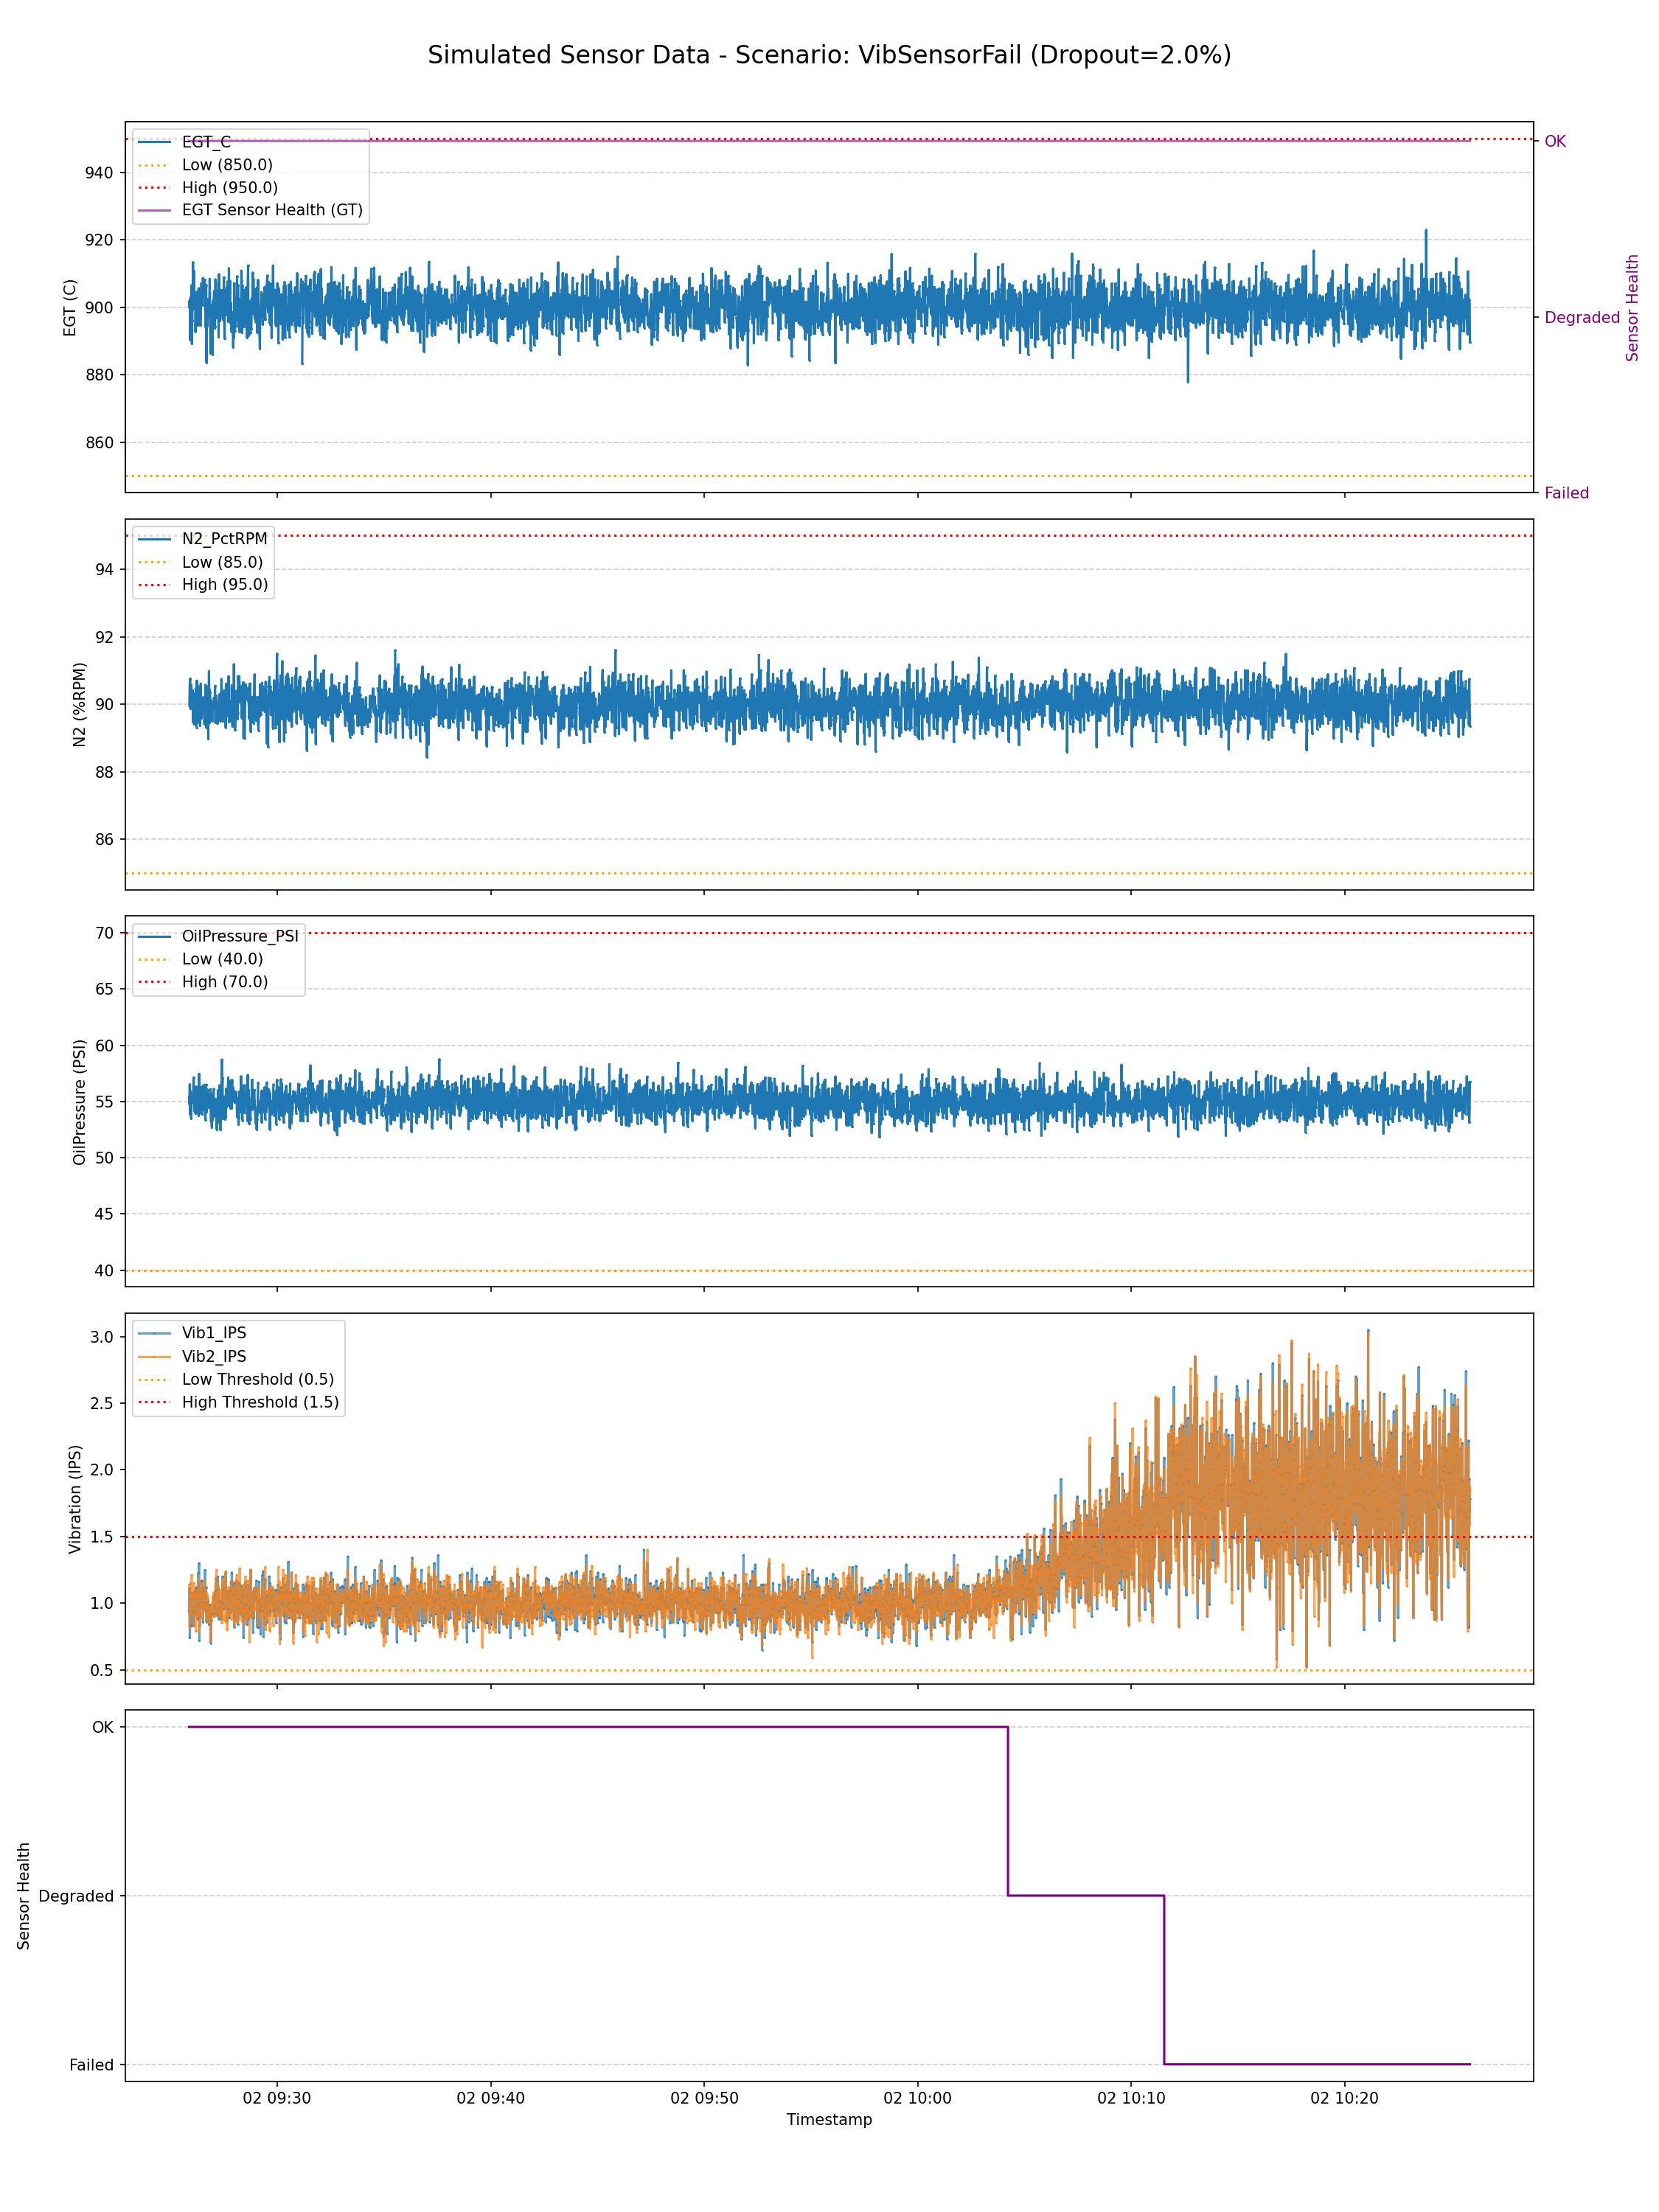 Simulated Sensor Data - Scenario: VibSensorFail (Dropout=2.0%)
EGT_C
Low (850.0)
High (950.0)
EGT Sensor Health (GT)
940
920
900
880
860
EGT (C)
OK
Degraded
Failed
Sensor Health
N2_PctRPM
Low (85.0)
High (95.0)
94
92
90
88
86
N2 (%RPM)
OilPressure_PSI
Low (40.0)
High (70.0)
70
65
60
55
50
45
40
OilPressure (PSI)
Vib1_IPS
Vib2_IPS
Low Threshold (0.5)
High Threshold (1.5)
3.0
2.5
2.0
1.5
1.0
0.5
Vibration (IPS)
OK
Degraded
Failed
Sensor Health
02 09:30
02 09:40
02 09:50
02 10:00
02 10:10
02 10:20
Timestamp